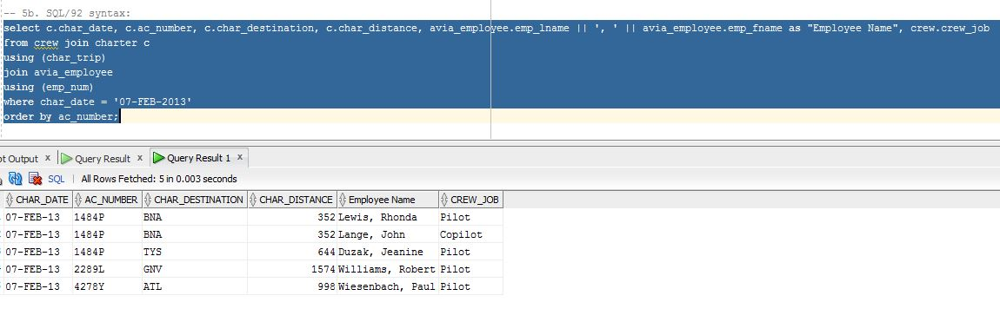 -- 5b. SQL/92 syntax:
select c.char_date, c.ac_number, c.char_destination, c.char_distance, avia_employee.emp_lname || ', ' || avia_employee.emp_fname as "Employee Name", crew.crew_job
from crew join charter c
using (char_trip)
join avia_employee
using (emp_num)
where char_date = '07-FEB-2013'
order by ac_number;
pt Output x Query Result x Query Result 1 x
SQL | All Rows Fetched: 5 in 0.003 seconds
CHAR_DATE AC_NUMBER CHAR_DESTINATION CHAR_DISTANCE Employee Name CREW_JOB
07-FEB-13 1484P BNA 352 Lewis, Rhonda Pilot
07-FEB-13 1484P BNA 352 Lange, John Copilot
07-FEB-13 1484P TYS 644 Duzak, Jeanine Pilot
07-FEB-13 2289L GNV 1574 Williams, Robert Pilot
07-FEB-13 4278Y ATL 998 Wiesenbach, Paul Pilot